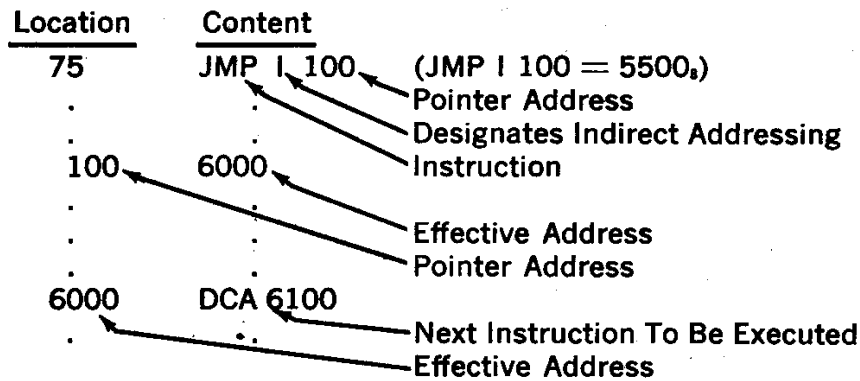 Location Content
75 JMP I 100 (JMP I 100 = 5500₈)
Pointer Address
. . Designates Indirect Addressing
. .
100 6000 Instruction
. .
Effective Address
. .
Pointer Address
. .
6000 DCA 6100
Next Instruction To Be Executed
. .
Effective Address